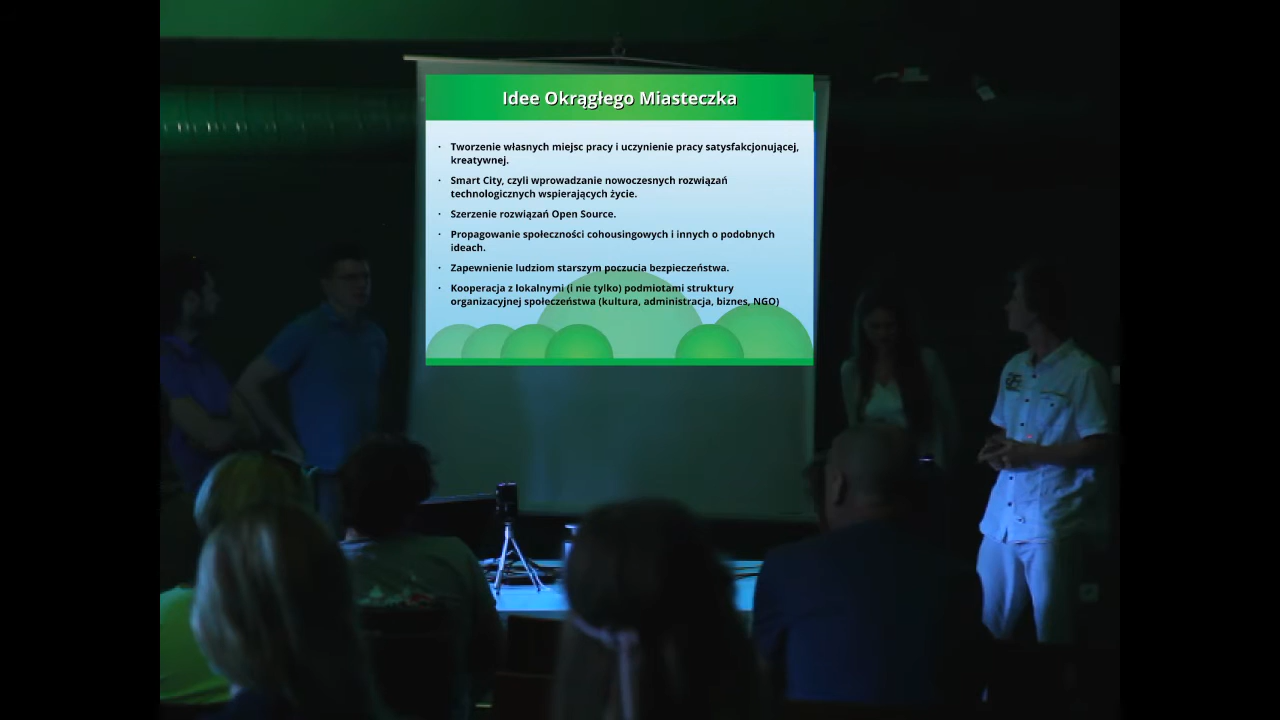 Idee Okrągłego Miasteczka
· Tworzenie własnych miejsc pracy i uczynienie pracy satysfakcjonującej,
kreatywnej.
· Smart City, czyli wprowadzanie nowoczesnych rozwiązań
technologicznych wspierających życie.
· Szerzenie rozwiązań Open Source.
· Propagowanie społeczności cohousingowych i innych o podobnych
ideach.
· Zapewnienie ludziom starszym poczucia bezpieczeństwa.
· Kooperacja z lokalnymi (i nie tylko) podmiotami struktury
organizacyjnej społeczeństwa (kultura, administracja, biznes, NGO)